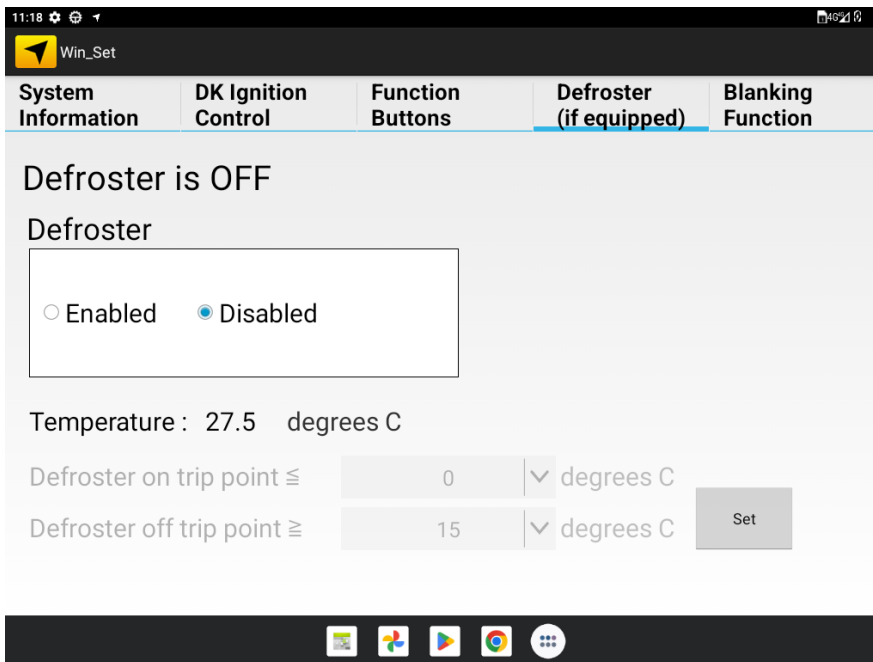 11:18
4G
Win_Set
System Information
DK Ignition Control
Function Buttons
Defroster (if equipped)
Blanking Function
Defroster is OFF
Defroster
Enabled Disabled
Temperature : 27.5 degrees C
Defroster on trip point ≦ 0 degrees C
Defroster off trip point ≧ 15 degrees C
Set